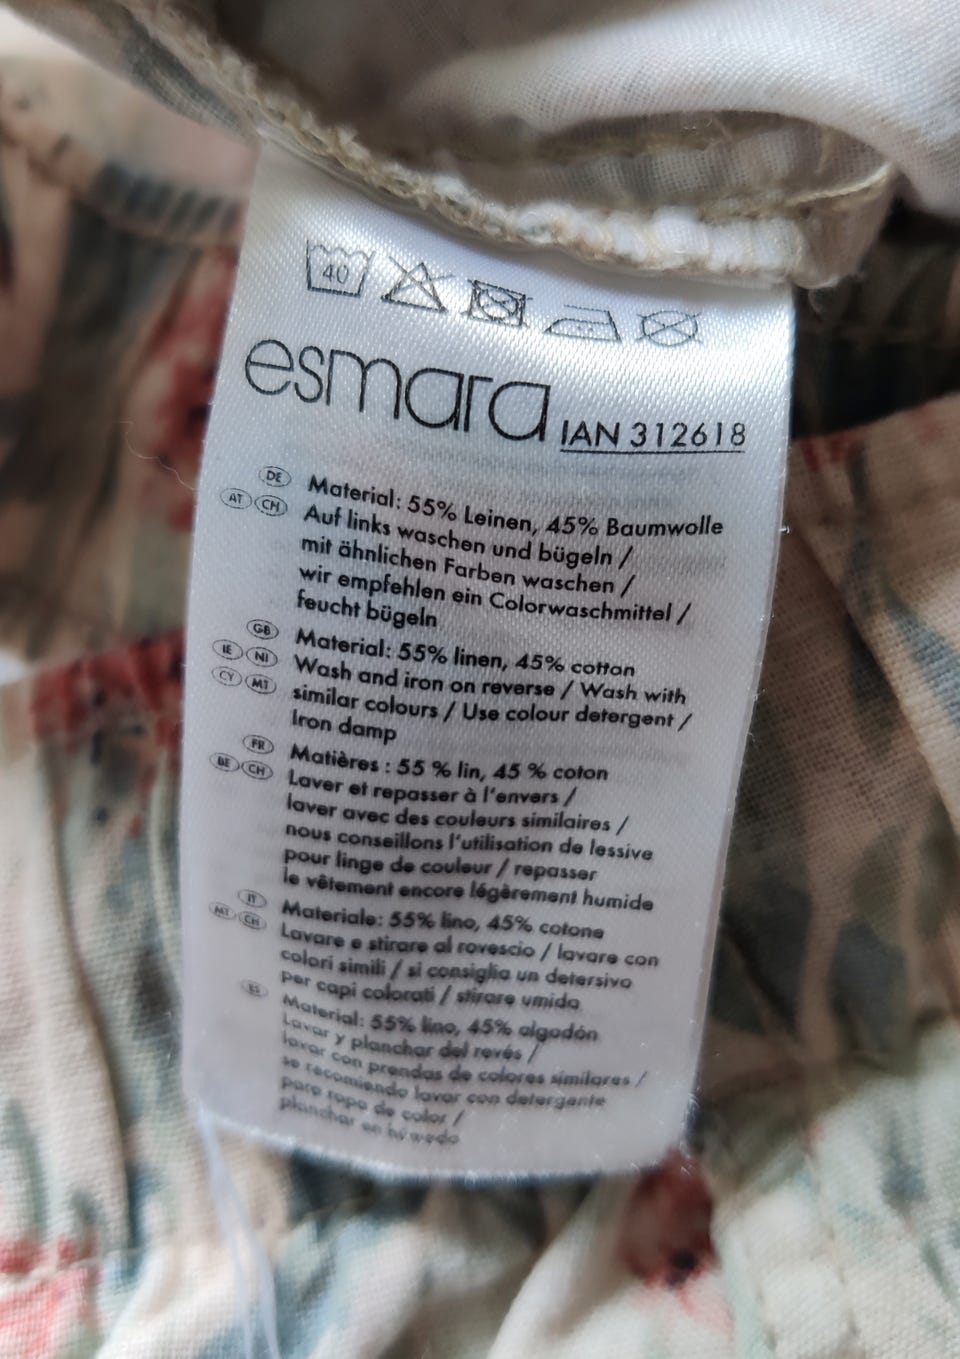 40
esmara IAN 312618
DE Material: 55% Leinen, 45% Baumwolle
AT CH Auf links waschen und bügeln /
mit ähnlichen Farben waschen /
wir empfehlen ein Colorwaschmittel /
feucht bügeln
GB Material: 55% linen, 45% cotton
IE NI Wash and iron on reverse / Wash with
CY MT similar colours / Use colour detergent /
Iron damp
FR Matières : 55 % lin, 45 % coton
BE CH Laver et repasser à l'envers /
laver avec des couleurs similaires /
nous conseillons l'utilisation de lessive
pour linge de couleur / repasser
le vêtement encore légèrement humide
IT Materiale: 55% lino, 45% cotone
MT CH Lavare e stirare al rovescio / lavare con
colori simili / si consiglia un detersivo
per capi colorati / stirare umido
ES Material: 55% lino, 45% algodón
Lavar y planchar del revés /
lavar con prendas de colores similares /
se recomienda lavar con detergente
para ropa de color /
planchar en húmedo